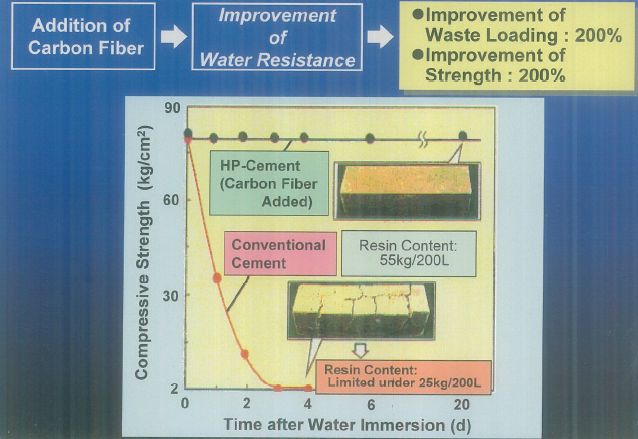 Addition of
Carbon Fiber
Improvement
of
Water Resistance
●Improvement of
Waste Loading : 200%
●Improvement of
Strength : 200%
90
60
30
2
Compressive Strength (kg/cm²)
HP-Cement
(Carbon Fiber
Added)
Conventional
Cement
Resin Content:
55kg/200L
Resin Content:
Limited under 25kg/200L
0
2
4
6
20
Time after Water Immersion (d)